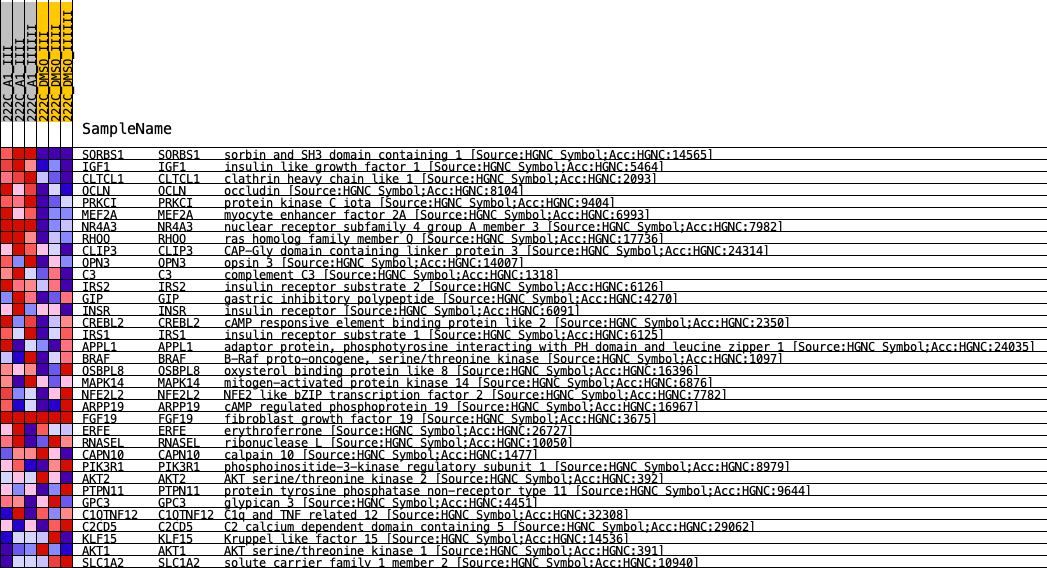 222C_A1_III
222C_A1_IIII
222C_A1_IIIIII
222C_DMSO_III
222C_DMSO_IIII
222C_DMSO_IIIIII
SampleName
SORBS1 SORBS1 sorbin and SH3 domain containing 1 [Source:HGNC Symbol;Acc:HGNC:14565]
IGF1 IGF1 insulin like growth factor 1 [Source:HGNC Symbol;Acc:HGNC:5464]
CLTCL1 CLTCL1 clathrin heavy chain like 1 [Source:HGNC Symbol;Acc:HGNC:2093]
OCLN OCLN occludin [Source:HGNC Symbol;Acc:HGNC:8104]
PRKCI PRKCI protein kinase C iota [Source:HGNC Symbol;Acc:HGNC:9404]
MEF2A MEF2A myocyte enhancer factor 2A [Source:HGNC Symbol;Acc:HGNC:6993]
NR4A3 NR4A3 nuclear receptor subfamily 4 group A member 3 [Source:HGNC Symbol;Acc:HGNC:7982]
RHOQ RHOQ ras homolog family member Q [Source:HGNC Symbol;Acc:HGNC:17736]
CLIP3 CLIP3 CAP-Gly domain containing linker protein 3 [Source:HGNC Symbol;Acc:HGNC:24314]
OPN3 OPN3 opsin 3 [Source:HGNC Symbol;Acc:HGNC:14007]
C3 C3 complement C3 [Source:HGNC Symbol;Acc:HGNC:1318]
IRS2 IRS2 insulin receptor substrate 2 [Source:HGNC Symbol;Acc:HGNC:6126]
GIP GIP gastric inhibitory polypeptide [Source:HGNC Symbol;Acc:HGNC:4270]
INSR INSR insulin receptor [Source:HGNC Symbol;Acc:HGNC:6091]
CREBL2 CREBL2 cAMP responsive element binding protein like 2 [Source:HGNC Symbol;Acc:HGNC:2350]
IRS1 IRS1 insulin receptor substrate 1 [Source:HGNC Symbol;Acc:HGNC:6125]
APPL1 APPL1 adaptor protein, phosphotyrosine interacting with PH domain and leucine zipper 1 [Source:HGNC Symbol;Acc:HGNC:24035]
BRAF BRAF B-Raf proto-oncogene, serine/threonine kinase [Source:HGNC Symbol;Acc:HGNC:1097]
OSBPL8 OSBPL8 oxysterol binding protein like 8 [Source:HGNC Symbol;Acc:HGNC:16396]
MAPK14 MAPK14 mitogen-activated protein kinase 14 [Source:HGNC Symbol;Acc:HGNC:6876]
NFE2L2 NFE2L2 NFE2 like bZIP transcription factor 2 [Source:HGNC Symbol;Acc:HGNC:7782]
ARPP19 ARPP19 cAMP regulated phosphoprotein 19 [Source:HGNC Symbol;Acc:HGNC:16967]
FGF19 FGF19 fibroblast growth factor 19 [Source:HGNC Symbol;Acc:HGNC:3675]
ERFE ERFE erythroferrone [Source:HGNC Symbol;Acc:HGNC:26727]
RNASEL RNASEL ribonuclease L [Source:HGNC Symbol;Acc:HGNC:10050]
CAPN10 CAPN10 calpain 10 [Source:HGNC Symbol;Acc:HGNC:1477]
PIK3R1 PIK3R1 phosphoinositide-3-kinase regulatory subunit 1 [Source:HGNC Symbol;Acc:HGNC:8979]
AKT2 AKT2 AKT serine/threonine kinase 2 [Source:HGNC Symbol;Acc:HGNC:392]
PTPN11 PTPN11 protein tyrosine phosphatase non-receptor type 11 [Source:HGNC Symbol;Acc:HGNC:9644]
GPC3 GPC3 glypican 3 [Source:HGNC Symbol;Acc:HGNC:4451]
C1QTNF12 C1QTNF12 C1q and TNF related 12 [Source:HGNC Symbol;Acc:HGNC:32308]
C2CD5 C2CD5 C2 calcium dependent domain containing 5 [Source:HGNC Symbol;Acc:HGNC:29062]
KLF15 KLF15 Kruppel like factor 15 [Source:HGNC Symbol;Acc:HGNC:14536]
AKT1 AKT1 AKT serine/threonine kinase 1 [Source:HGNC Symbol;Acc:HGNC:391]
SLC1A2 SLC1A2 solute carrier family 1 member 2 [Source:HGNC Symbol;Acc:HGNC:10940]